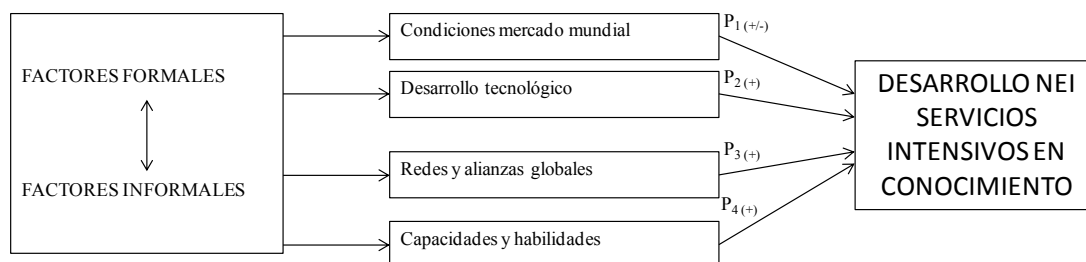 FACTORES FORMALES
FACTORES INFORMALES
Condiciones mercado mundial
Desarrollo tecnológico
Redes y alianzas globales
Capacidades y habilidades
P1 (+/-)
P2 (+)
P3 (+)
P4 (+)
DESARROLLO NEI
SERVICIOS
INTENSIVOS EN
CONOCIMIENTO